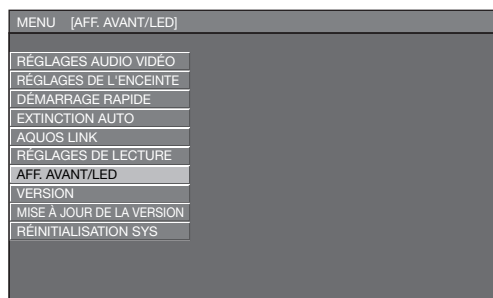 MENU [AFF. AVANT/LED]
RÉGLAGES AUDIO VIDÉO
RÉGLAGES DE L'ENCEINTE
DÉMARRAGE RAPIDE
EXTINCTION AUTO
AQUOS LINK
RÉGLAGES DE LECTURE
AFF. AVANT/LED
VERSION
MISE À JOUR DE LA VERSION
RÉINITIALISATION SYS